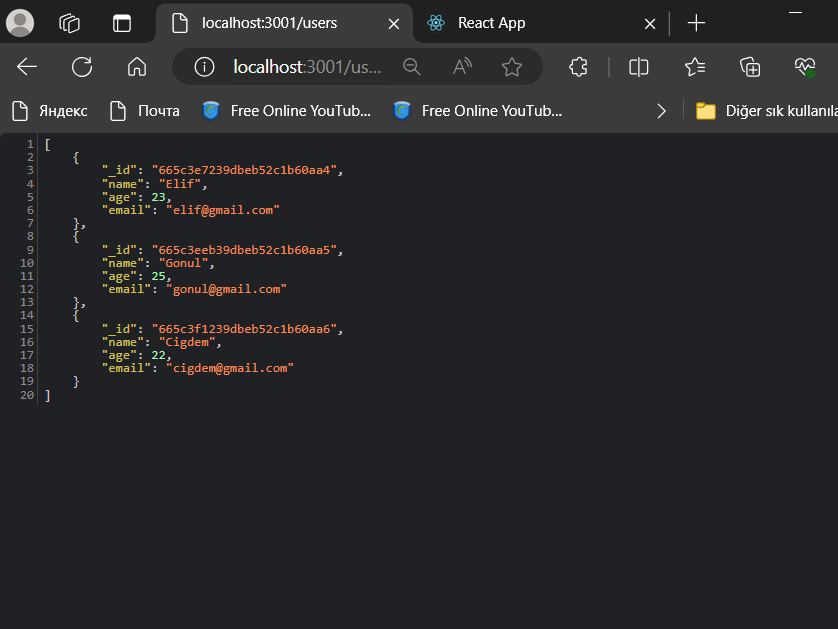 localhost:3001/users
React App
localhost:3001/us...
Яндекс
Почта
Free Online YouTub...
Free Online YouTub...
Diğer sık kullanıla
1 [
2 {
3 "_id": "665c3e7239dbeb52c1b60aa4",
4 "name": "Elif",
5 "age": 23,
6 "email": "elif@gmail.com"
7 },
8 {
9 "_id": "665c3eeb39dbeb52c1b60aa5",
10 "name": "Gonul",
11 "age": 25,
12 "email": "gonul@gmail.com"
13 },
14 {
15 "_id": "665c3f1239dbeb52c1b60aa6",
16 "name": "Cigdem",
17 "age": 22,
18 "email": "cigdem@gmail.com"
19 }
20 ]